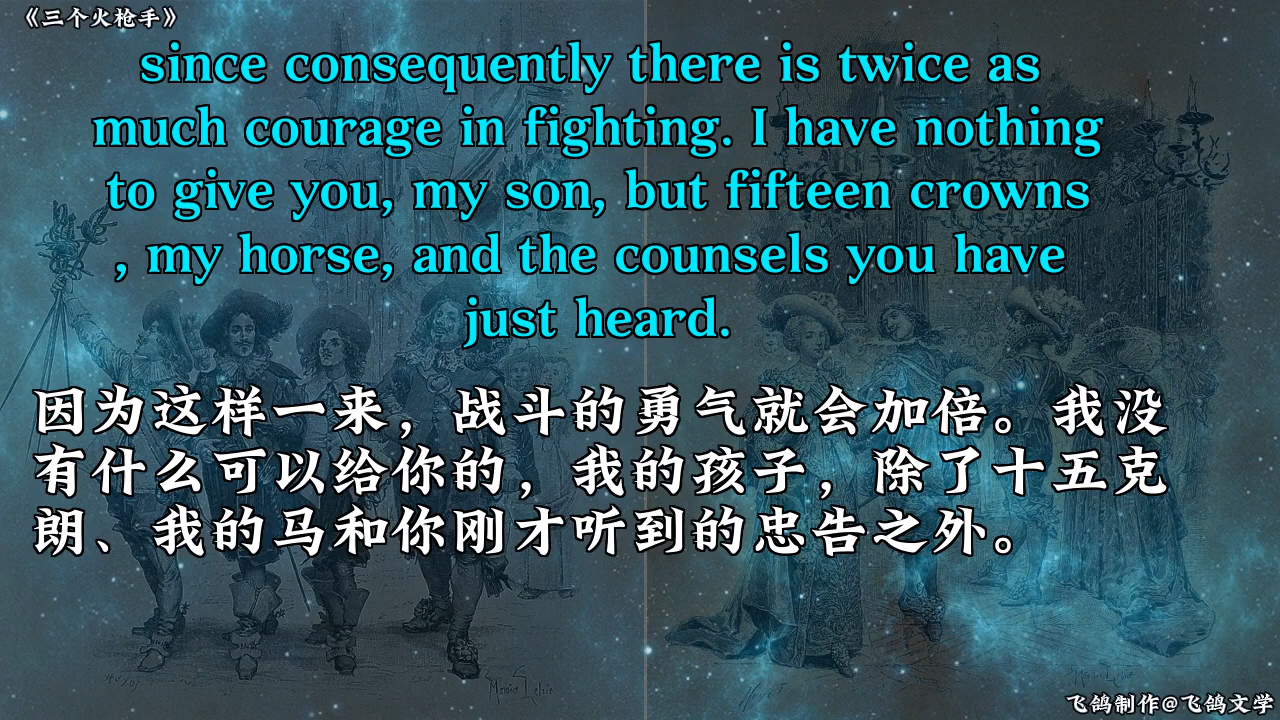 《三个火枪手》
since consequently there is twice as
much courage in fighting. I have nothing
to give you, my son, but fifteen crowns
, my horse, and the counsels you have
just heard.
因为这样一来，战斗的勇气就会加倍。我没
有什么可以给你的，我的孩子，除了十五克
朗、我的马和你刚才听到的忠告之外。
飞鸽制作@飞鸽文学